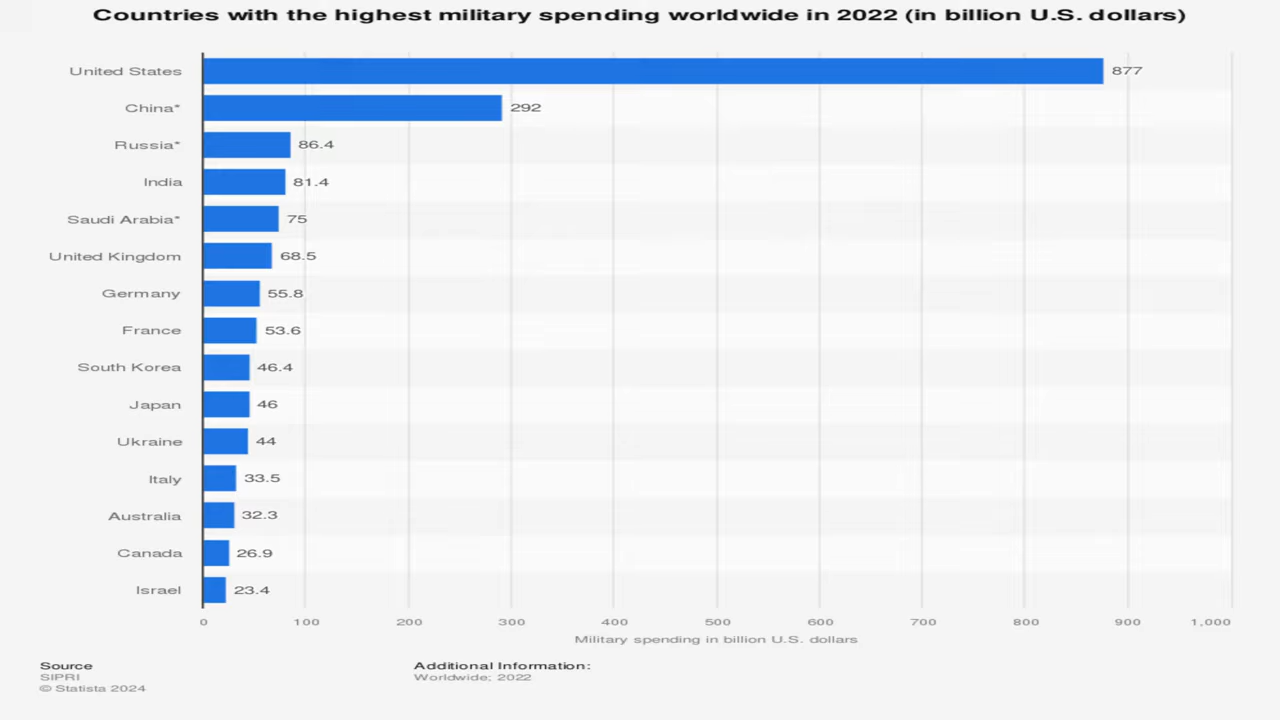 Countries with the highest military spending worldwide in 2022 (in billion U.S. dollars)
United States 877
China* 292
Russia* 86.4
India 81.4
Saudi Arabia* 75
United Kingdom 68.5
Germany 55.8
France 53.6
South Korea 46.4
Japan 46
Ukraine 44
Italy 33.5
Australia 32.3
Canada 26.9
Israel 23.4
0 100 200 300 400 500 600 700 800 900 1,000
Military spending in billion U.S. dollars
Source
SIPRI
© Statista 2024
Additional Information:
Worldwide; 2022